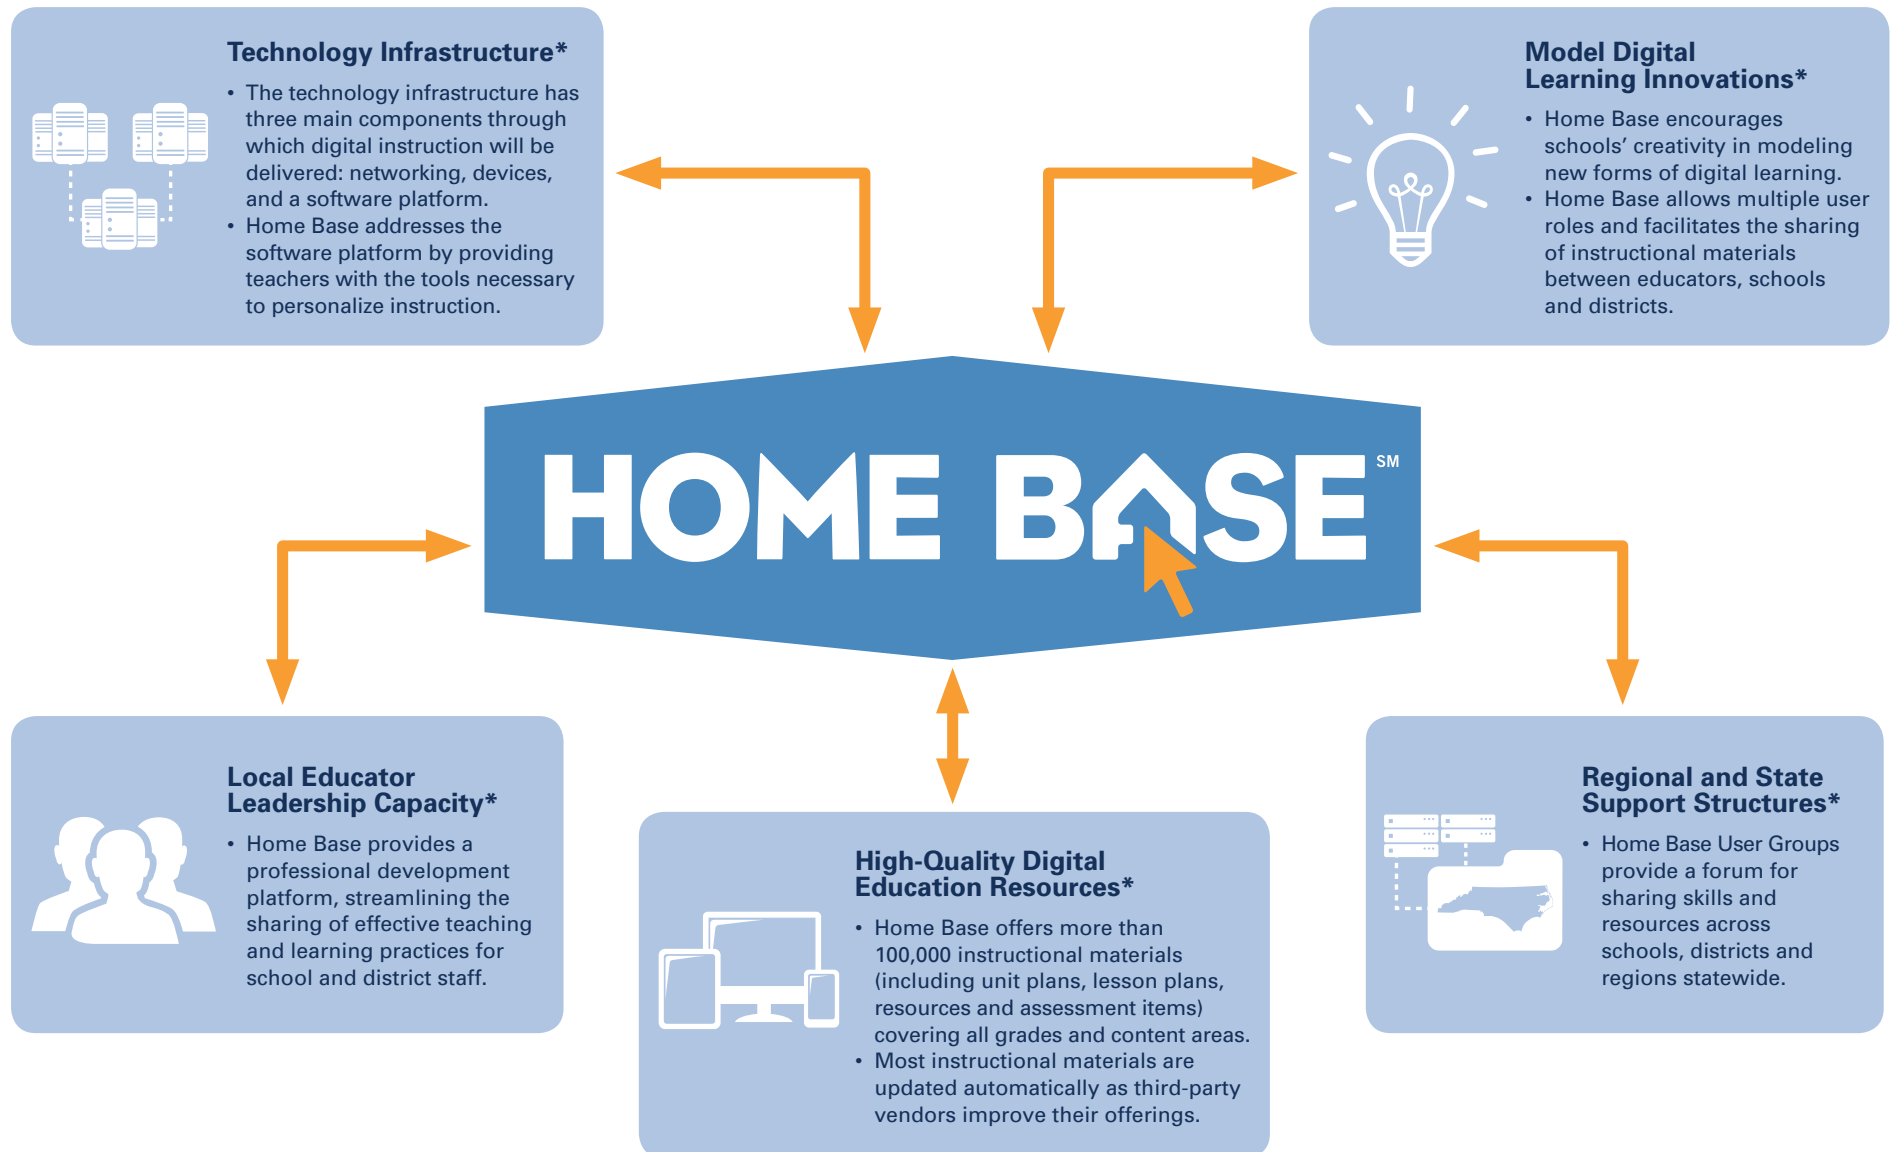 Technology Infrastructure*
• The technology infrastructure has
three main components through
which digital instruction will be
delivered: networking, devices,
and a software platform.
• Home Base addresses the
software platform by providing
teachers with the tools necessary
to personalize instruction.
Model Digital
Learning Innovations*
• Home Base encourages
schools’ creativity in modeling
new forms of digital learning.
• Home Base allows multiple user
roles and facilitates the sharing
of instructional materials
between educators, schools
and districts.
HOME BASE SM
Local Educator
Leadership Capacity*
• Home Base provides a
professional development
platform, streamlining the
sharing of effective teaching
and learning practices for
school and district staff.
High-Quality Digital
Education Resources*
• Home Base offers more than
100,000 instructional materials
(including unit plans, lesson plans,
resources and assessment items)
covering all grades and content areas.
• Most instructional materials are
updated automatically as third-party
vendors improve their offerings.
Regional and State
Support Structures*
• Home Base User Groups
provide a forum for
sharing skills and
resources across
schools, districts and
regions statewide.